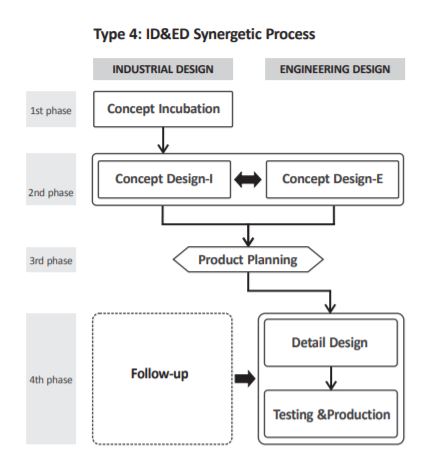 Type 4: ID&ED Synergetic Process
INDUSTRIAL DESIGN
ENGINEERING DESIGN
1st phase
Concept Incubation
2nd phase
Concept Design-I
Concept Design-E
3rd phase
Product Planning
4th phase
Follow-up
Detail Design
Testing &Production